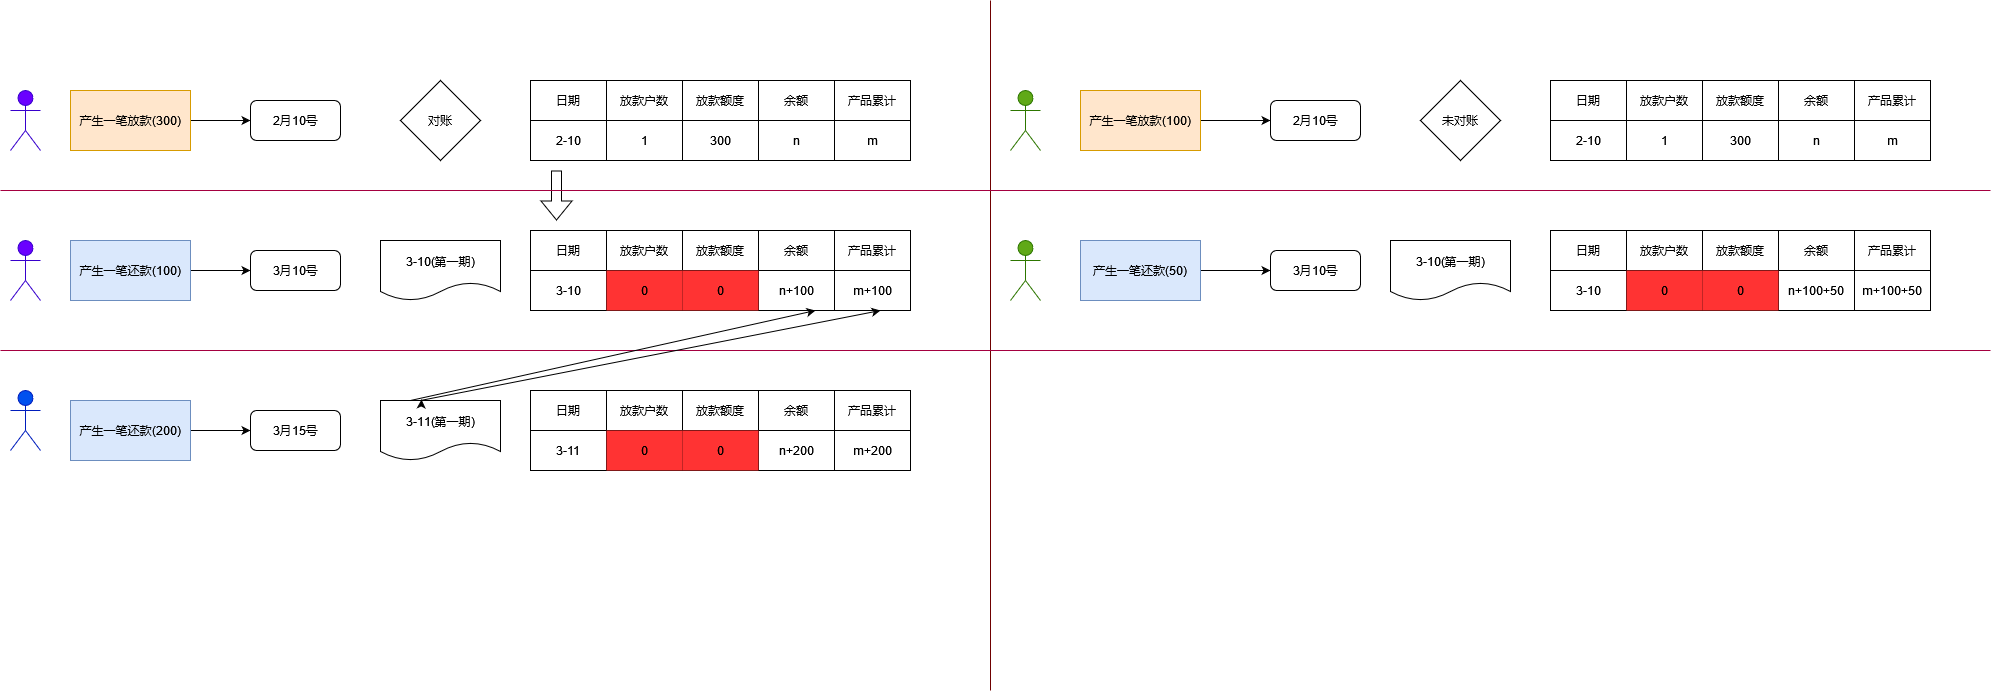 产生一笔放款(300)
2月10号
对账
日期 放款户数 放款额度 余额 产品累计
2-10 1 300 n m
产生一笔放款(100)
2月10号
未对账
日期 放款户数 放款额度 余额 产品累计
2-10 1 300 n m
产生一笔还款(100)
3月10号
3-10(第一期)
日期 放款户数 放款额度 余额 产品累计
3-10 0 0 n+100 m+100
产生一笔还款(50)
3月10号
3-10(第一期)
日期 放款户数 放款额度 余额 产品累计
3-10 0 0 n+100+50 m+100+50
产生一笔还款(200)
3月15号
3-11(第一期)
日期 放款户数 放款额度 余额 产品累计
3-11 0 0 n+200 m+200